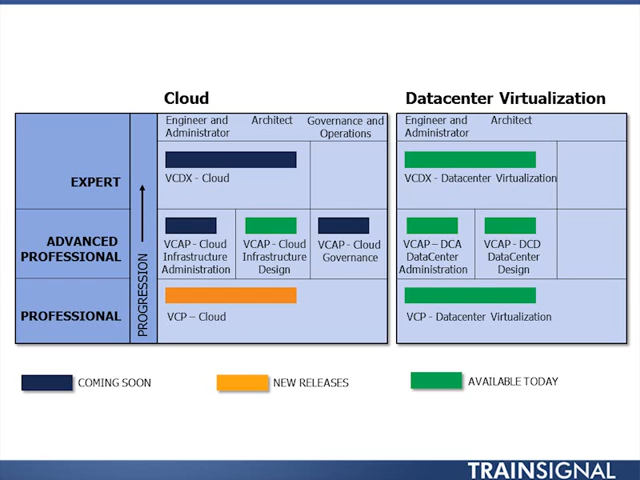 Cloud
Datacenter Virtualization
Engineer and
Administrator
Architect
Governance and
Operations
Engineer and
Administrator
Architect
EXPERT
VCDX - Cloud
VCDX - Datacenter Virtualization
ADVANCED
PROFESSIONAL
PROGRESSION
VCAP - Cloud
Infrastructure
Administration
VCAP - Cloud
Infrastructure
Design
VCAP - Cloud
Governance
VCAP – DCA
DataCenter
Administration
VCAP - DCD
DataCenter
Design
PROFESSIONAL
VCP – Cloud
VCP - Datacenter Virtualization
COMING SOON
NEW RELEASES
AVAILABLE TODAY
TRAINSIGNAL